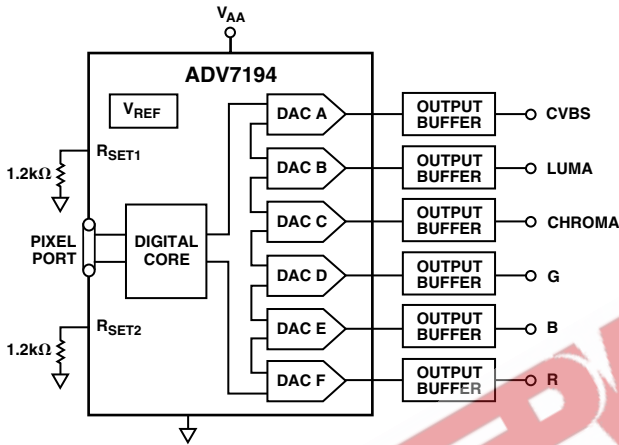 VAA
ADV7194
VREF
RSET1
1.2kΩ
PIXEL
PORT
DIGITAL
CORE
RSET2
1.2kΩ
DAC A
OUTPUT
BUFFER
CVBS
DAC B
OUTPUT
BUFFER
LUMA
DAC C
OUTPUT
BUFFER
CHROMA
DAC D
OUTPUT
BUFFER
G
DAC E
OUTPUT
BUFFER
B
DAC F
OUTPUT
BUFFER
R